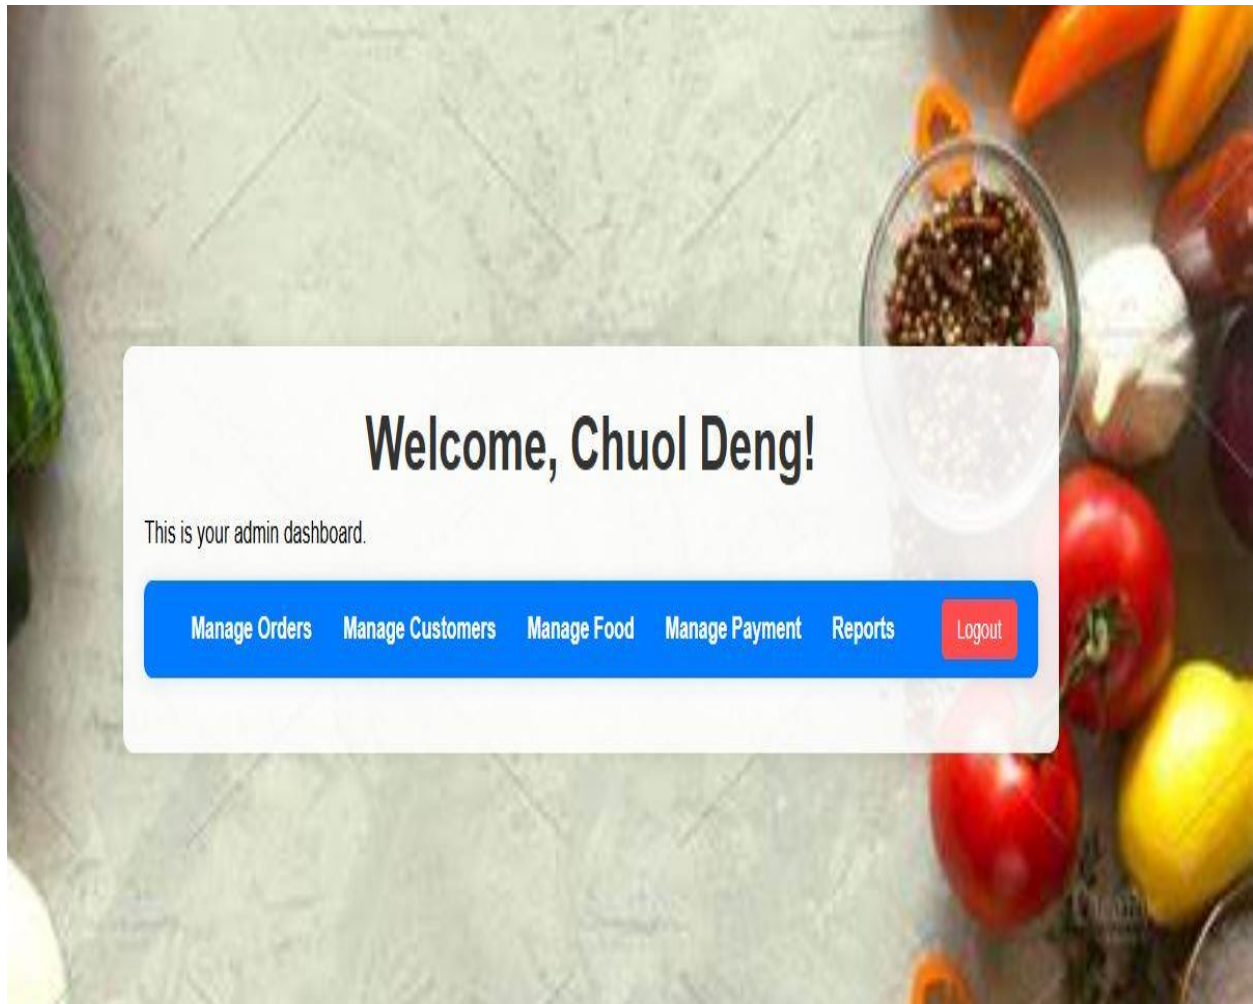 Welcome, Chuol Deng!
This is your admin dashboard.
Manage Orders Manage Customers Manage Food Manage Payment Reports Logout